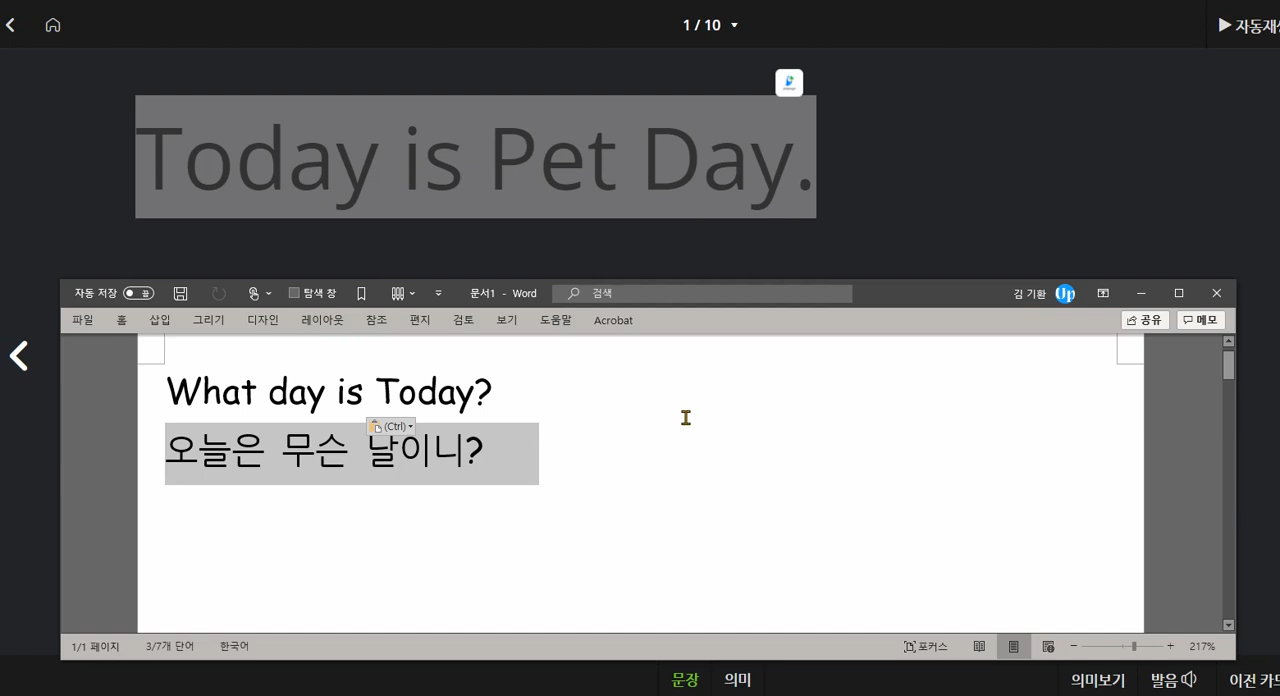 1 / 10
자동재생
Today is Pet Day.
자동 저장
끔
탐색 창
문서1 - Word
검색
김 기환
Up
파일 홈 삽입 그리기 디자인 레이아웃 참조 편지 검토 보기 도움말 Acrobat
공유 메모
What day is Today?
(Ctrl)
오늘은 무슨 날이니?
1/1 페이지 3/7개 단어 한국어
포커스
217%
문장 의미
의미보기 발음 이전 카드